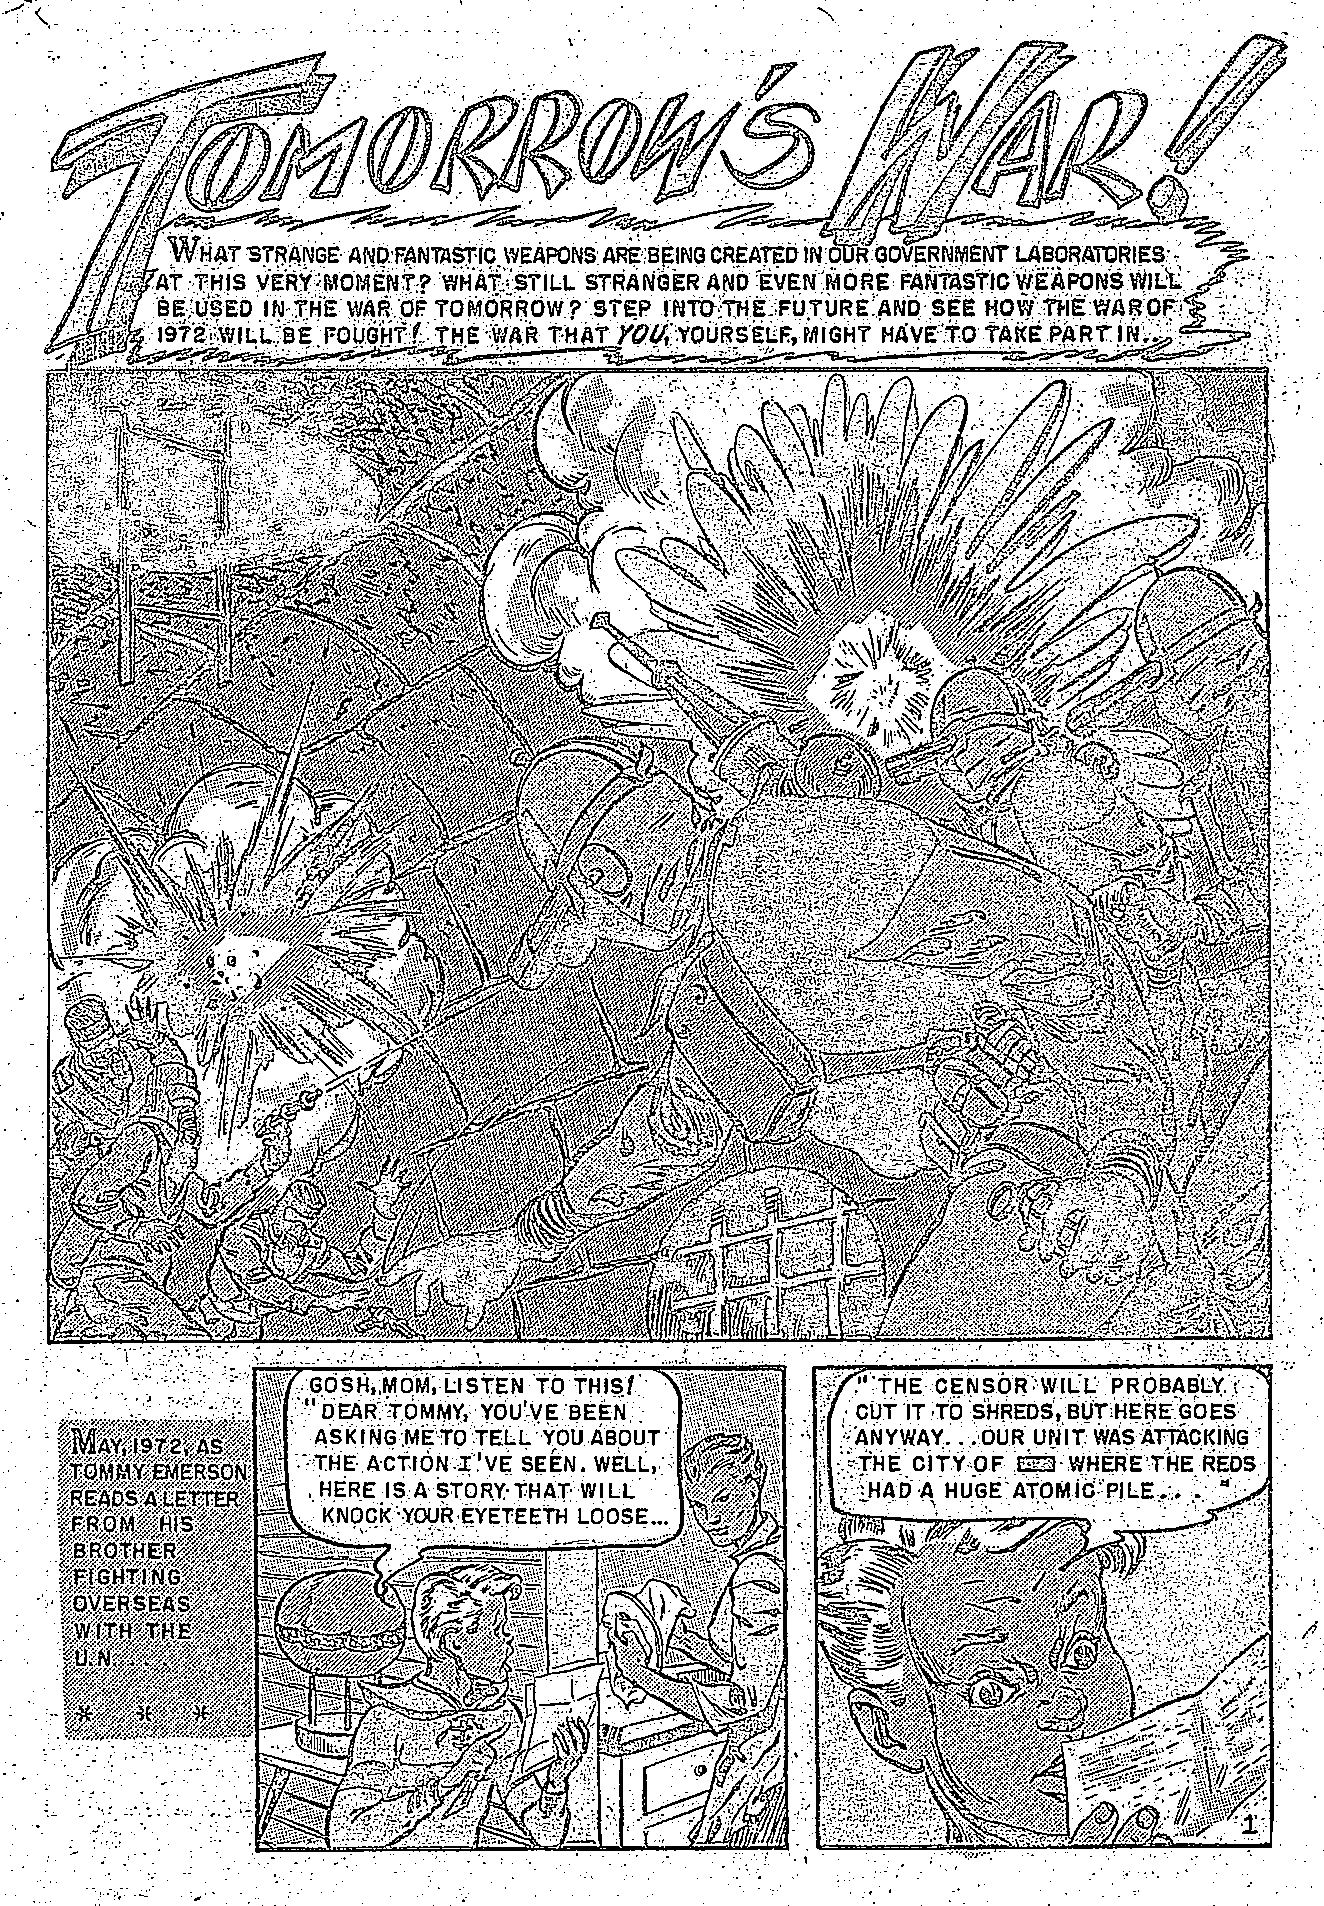 TOMORROW'S WAR!
WHAT STRANGE AND FANTASTIC WEAPONS ARE BEING CREATED IN OUR GOVERNMENT LABORATORIES
AT THIS VERY MOMENT? WHAT STILL STRANGER AND EVEN MORE FANTASTIC WEAPONS WILL
BE USED IN THE WAR OF TOMORROW? STEP INTO THE FUTURE AND SEE HOW THE WAR OF
1972 WILL BE FOUGHT! THE WAR THAT YOU, YOURSELF, MIGHT HAVE TO TAKE PART IN...
MAY, 1972, AS
TOMMY EMERSON
READS A LETTER
FROM HIS
BROTHER
FIGHTING
OVERSEAS
WITH THE
U.N. . . .
* * *
GOSH, MOM, LISTEN TO THIS!
"DEAR TOMMY, YOU'VE BEEN
ASKING ME TO TELL YOU ABOUT
THE ACTION I'VE SEEN. WELL,
HERE IS A STORY THAT WILL
KNOCK YOUR EYETEETH LOOSE...
"THE CENSOR WILL PROBABLY
CUT IT TO SHREDS, BUT HERE GOES
ANYWAY. . . OUR UNIT WAS ATTACKING
THE CITY OF WHERE THE REDS
HAD A HUGE ATOMIC PILE. . . "
1